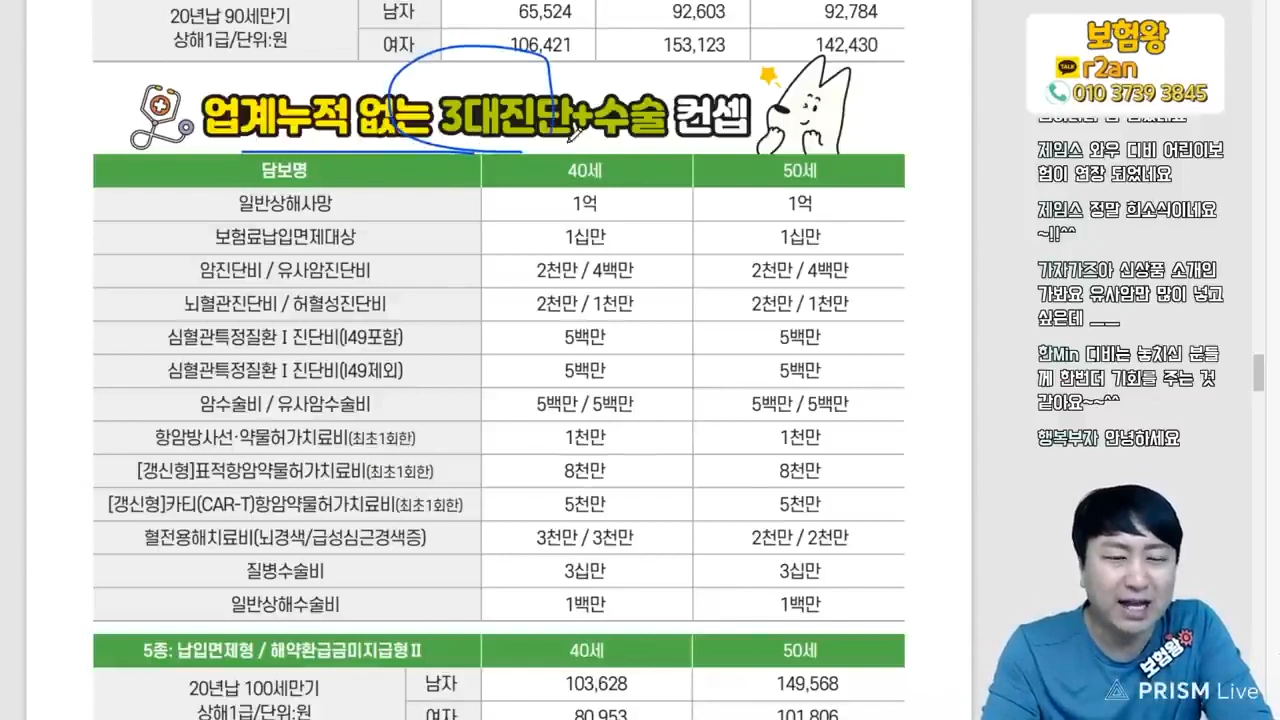 20년납 90세만기
상해1급/단위:원
남자 65,524 92,603 92,784
여자 106,421 153,123 142,430
업계누적 없는 3대진단+수술 컨셉
담보명 40세 50세
일반상해사망 1억 1억
보험료납입면제대상 1십만 1십만
암진단비 / 유사암진단비 2천만 / 4백만 2천만 / 4백만
뇌혈관진단비 / 허혈성진단비 2천만 / 1천만 2천만 / 1천만
심혈관특정질환Ⅰ진단비(I49포함) 5백만 5백만
심혈관특정질환Ⅰ진단비(I49제외) 5백만 5백만
암수술비 / 유사암수술비 5백만 / 5백만 5백만 / 5백만
항암방사선·약물허가치료비(최초1회한) 1천만 1천만
[갱신형]표적항암약물허가치료비(최초1회한) 8천만 8천만
[갱신형]카티(CAR-T)항암약물허가치료비(최초1회한) 5천만 5천만
혈전용해치료비(뇌경색/급성심근경색증) 3천만 / 3천만 2천만 / 2천만
질병수술비 3십만 3십만
일반상해수술비 1백만 1백만
5종: 납입면제형 / 해약환급금미지급형Ⅱ 40세 50세
20년납 100세만기
상해1급/단위:원
남자 103,628 149,568
여자 80,953 101,806
보험왕
TALK r2an
010 3739 3845
제임스 와우 디비 어린이보
험이 연장 되었네요
제임스 정말 희소식이네요
~!!^^
가자가즈아 신상품 소개인
가봐요 유사암만 많이 넣고
싶은데 ㅡㅡ
한Min 디비는 놓치신 분들
께 한번더 기회를 주는 것
같아요~~^^
행복부자 안녕하세요
보험왕
PRISM Live